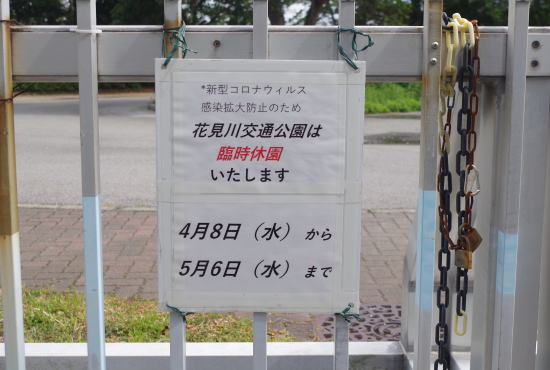 *新型コロナウィルス
感染拡大防止のため
花見川交通公園は
臨時休園
いたします
4月8日（水）から
5月6日（水）まで